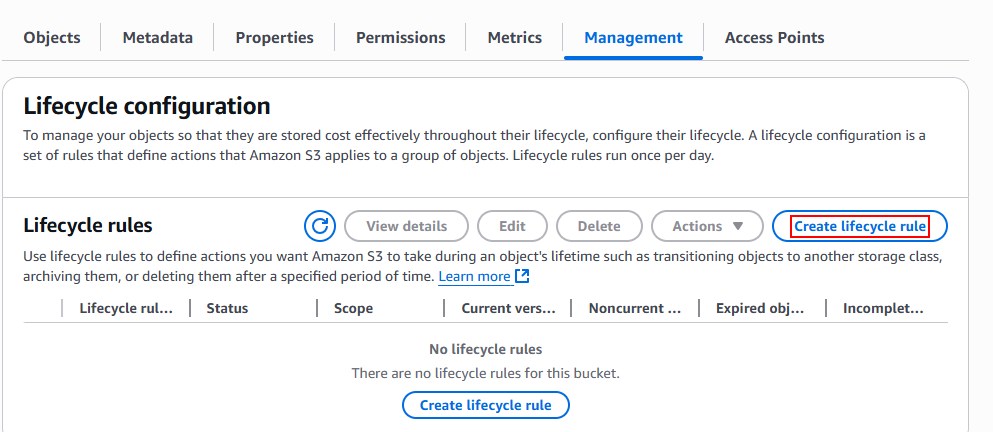 Objects Metadata Properties Permissions Metrics Management Access Points
Lifecycle configuration
To manage your objects so that they are stored cost effectively throughout their lifecycle, configure their lifecycle. A lifecycle configuration is a
set of rules that define actions that Amazon S3 applies to a group of objects. Lifecycle rules run once per day.
Lifecycle rules View details Edit Delete Actions Create lifecycle rule
Use lifecycle rules to define actions you want Amazon S3 to take during an object's lifetime such as transitioning objects to another storage class,
archiving them, or deleting them after a specified period of time. Learn more
Lifecycle rul... Status Scope Current vers... Noncurrent ... Expired obj... Incomplet...
No lifecycle rules
There are no lifecycle rules for this bucket.
Create lifecycle rule